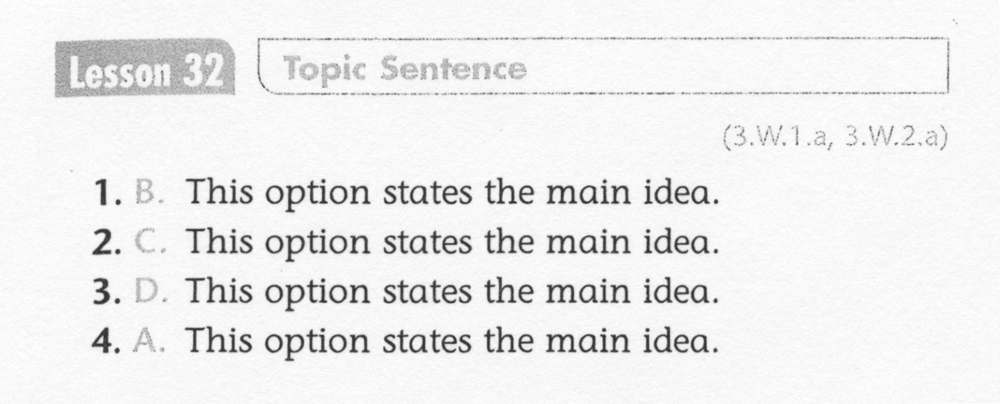 Lesson 32 Topic Sentence
(3.W.1.a, 3.W.2.a)
1. B. This option states the main idea.
2. C. This option states the main idea.
3. D. This option states the main idea.
4. A. This option states the main idea.